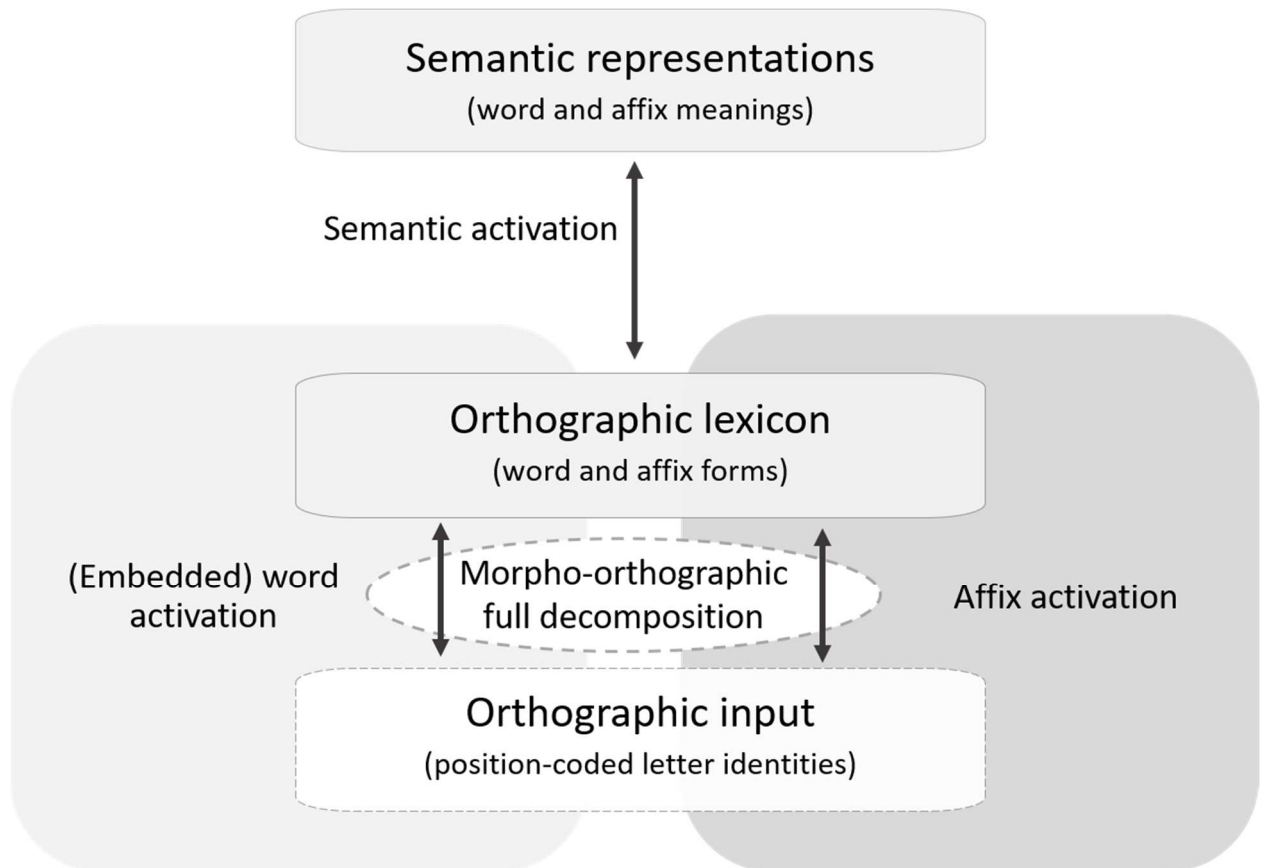 Semantic representations
(word and affix meanings)
Semantic activation
Orthographic lexicon
(word and affix forms)
(Embedded) word
activation
Morpho-orthographic
full decomposition
Affix activation
Orthographic input
(position-coded letter identities)